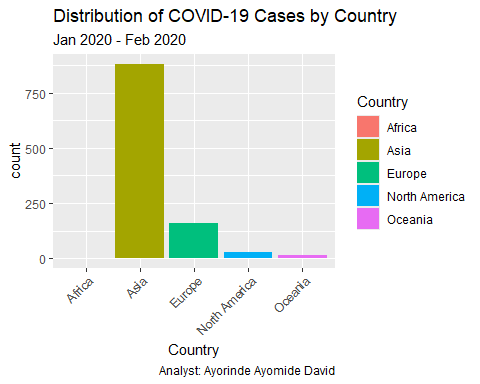 Distribution of COVID-19 Cases by Country
Jan 2020 - Feb 2020
count
750
500
250
0
Africa
Asia
Europe
North America
Oceania
Country
Analyst: Ayorinde Ayomide David
Country
Africa
Asia
Europe
North America
Oceania